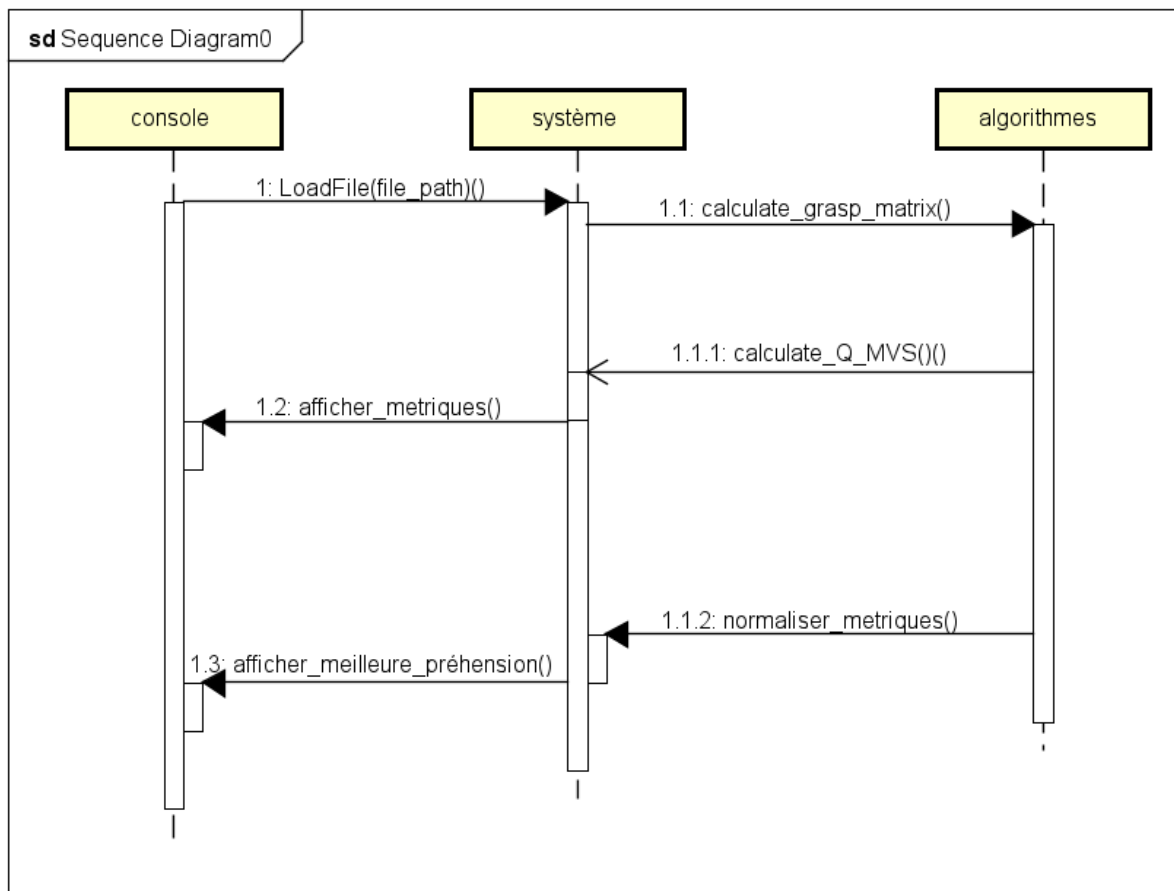 sd Sequence Diagram0
console
système
algorithmes
1: LoadFile(file_path)()
1.1: calculate_grasp_matrix()
1.1.1: calculate_Q_MVS()()
1.2: afficher_metriques()
1.1.2: normaliser_metriques()
1.3: afficher_meilleure_préhension()